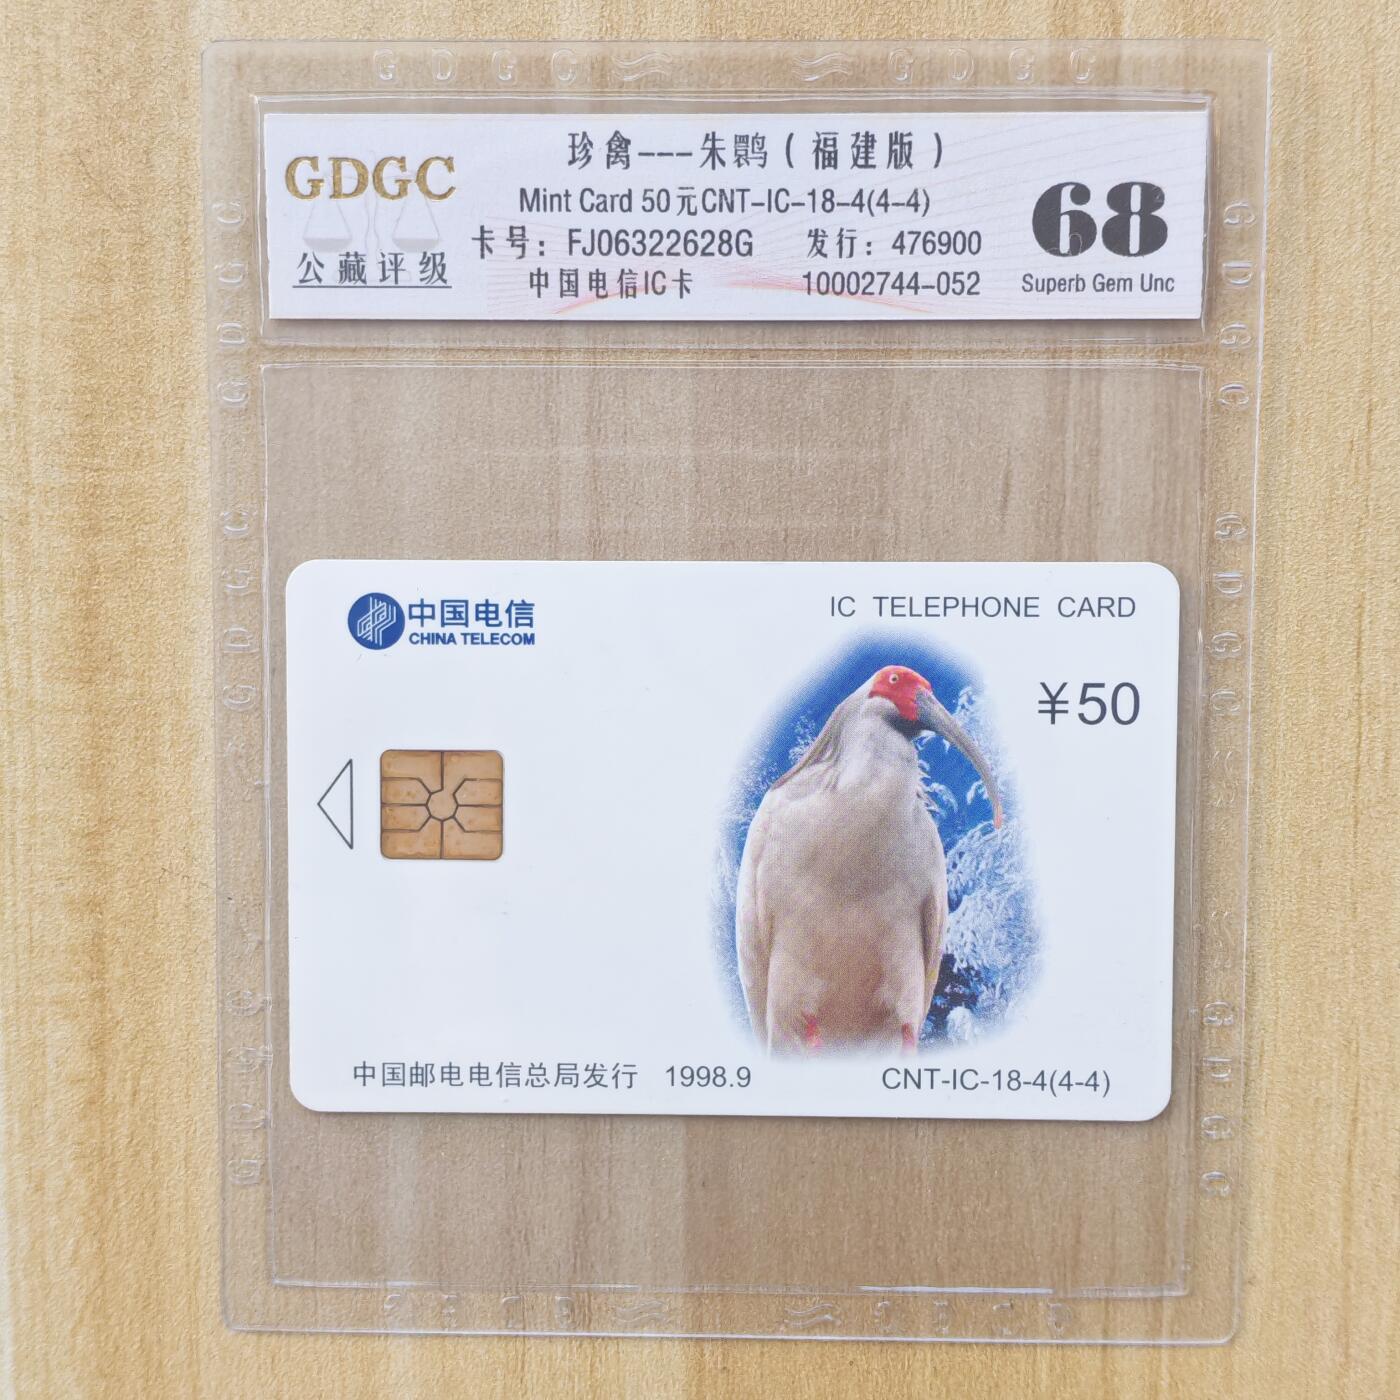 GDGC GDGC
珍禽---朱鹮（福建版）
GDGC
Mint Card 50元CNT-IC-18-4(4-4)
68
卡号：FJ06322628G 发行：476900
公藏评级
中国电信IC卡 10002744-052
Superb Gem Unc
中国电信
CHINA TELECOM
IC TELEPHONE CARD
¥50
中国邮电电信总局发行 1998.9
CNT-IC-18-4(4-4)